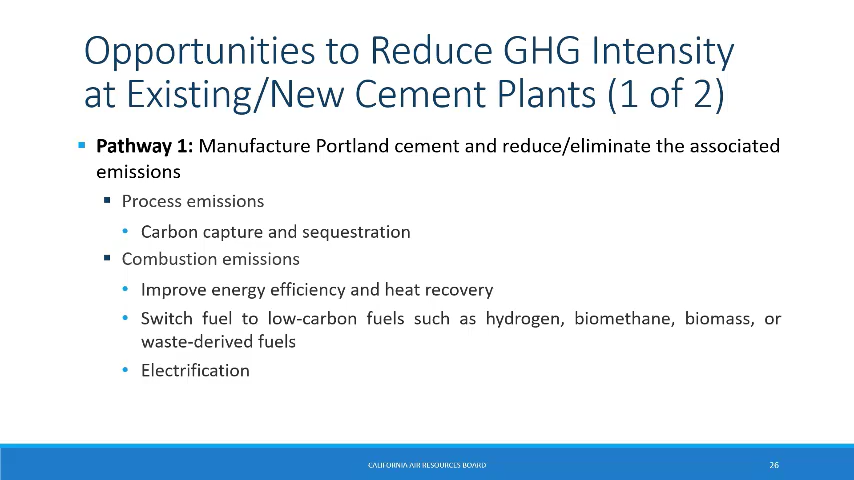 Opportunities to Reduce GHG Intensity
at Existing/New Cement Plants (1 of 2)
Pathway 1: Manufacture Portland cement and reduce/eliminate the associated
emissions
Process emissions
Carbon capture and sequestration
Combustion emissions
Improve energy efficiency and heat recovery
Switch fuel to low-carbon fuels such as hydrogen, biomethane, biomass, or
waste-derived fuels
Electrification
CALIFORNIA AIR RESOURCES BOARD
26